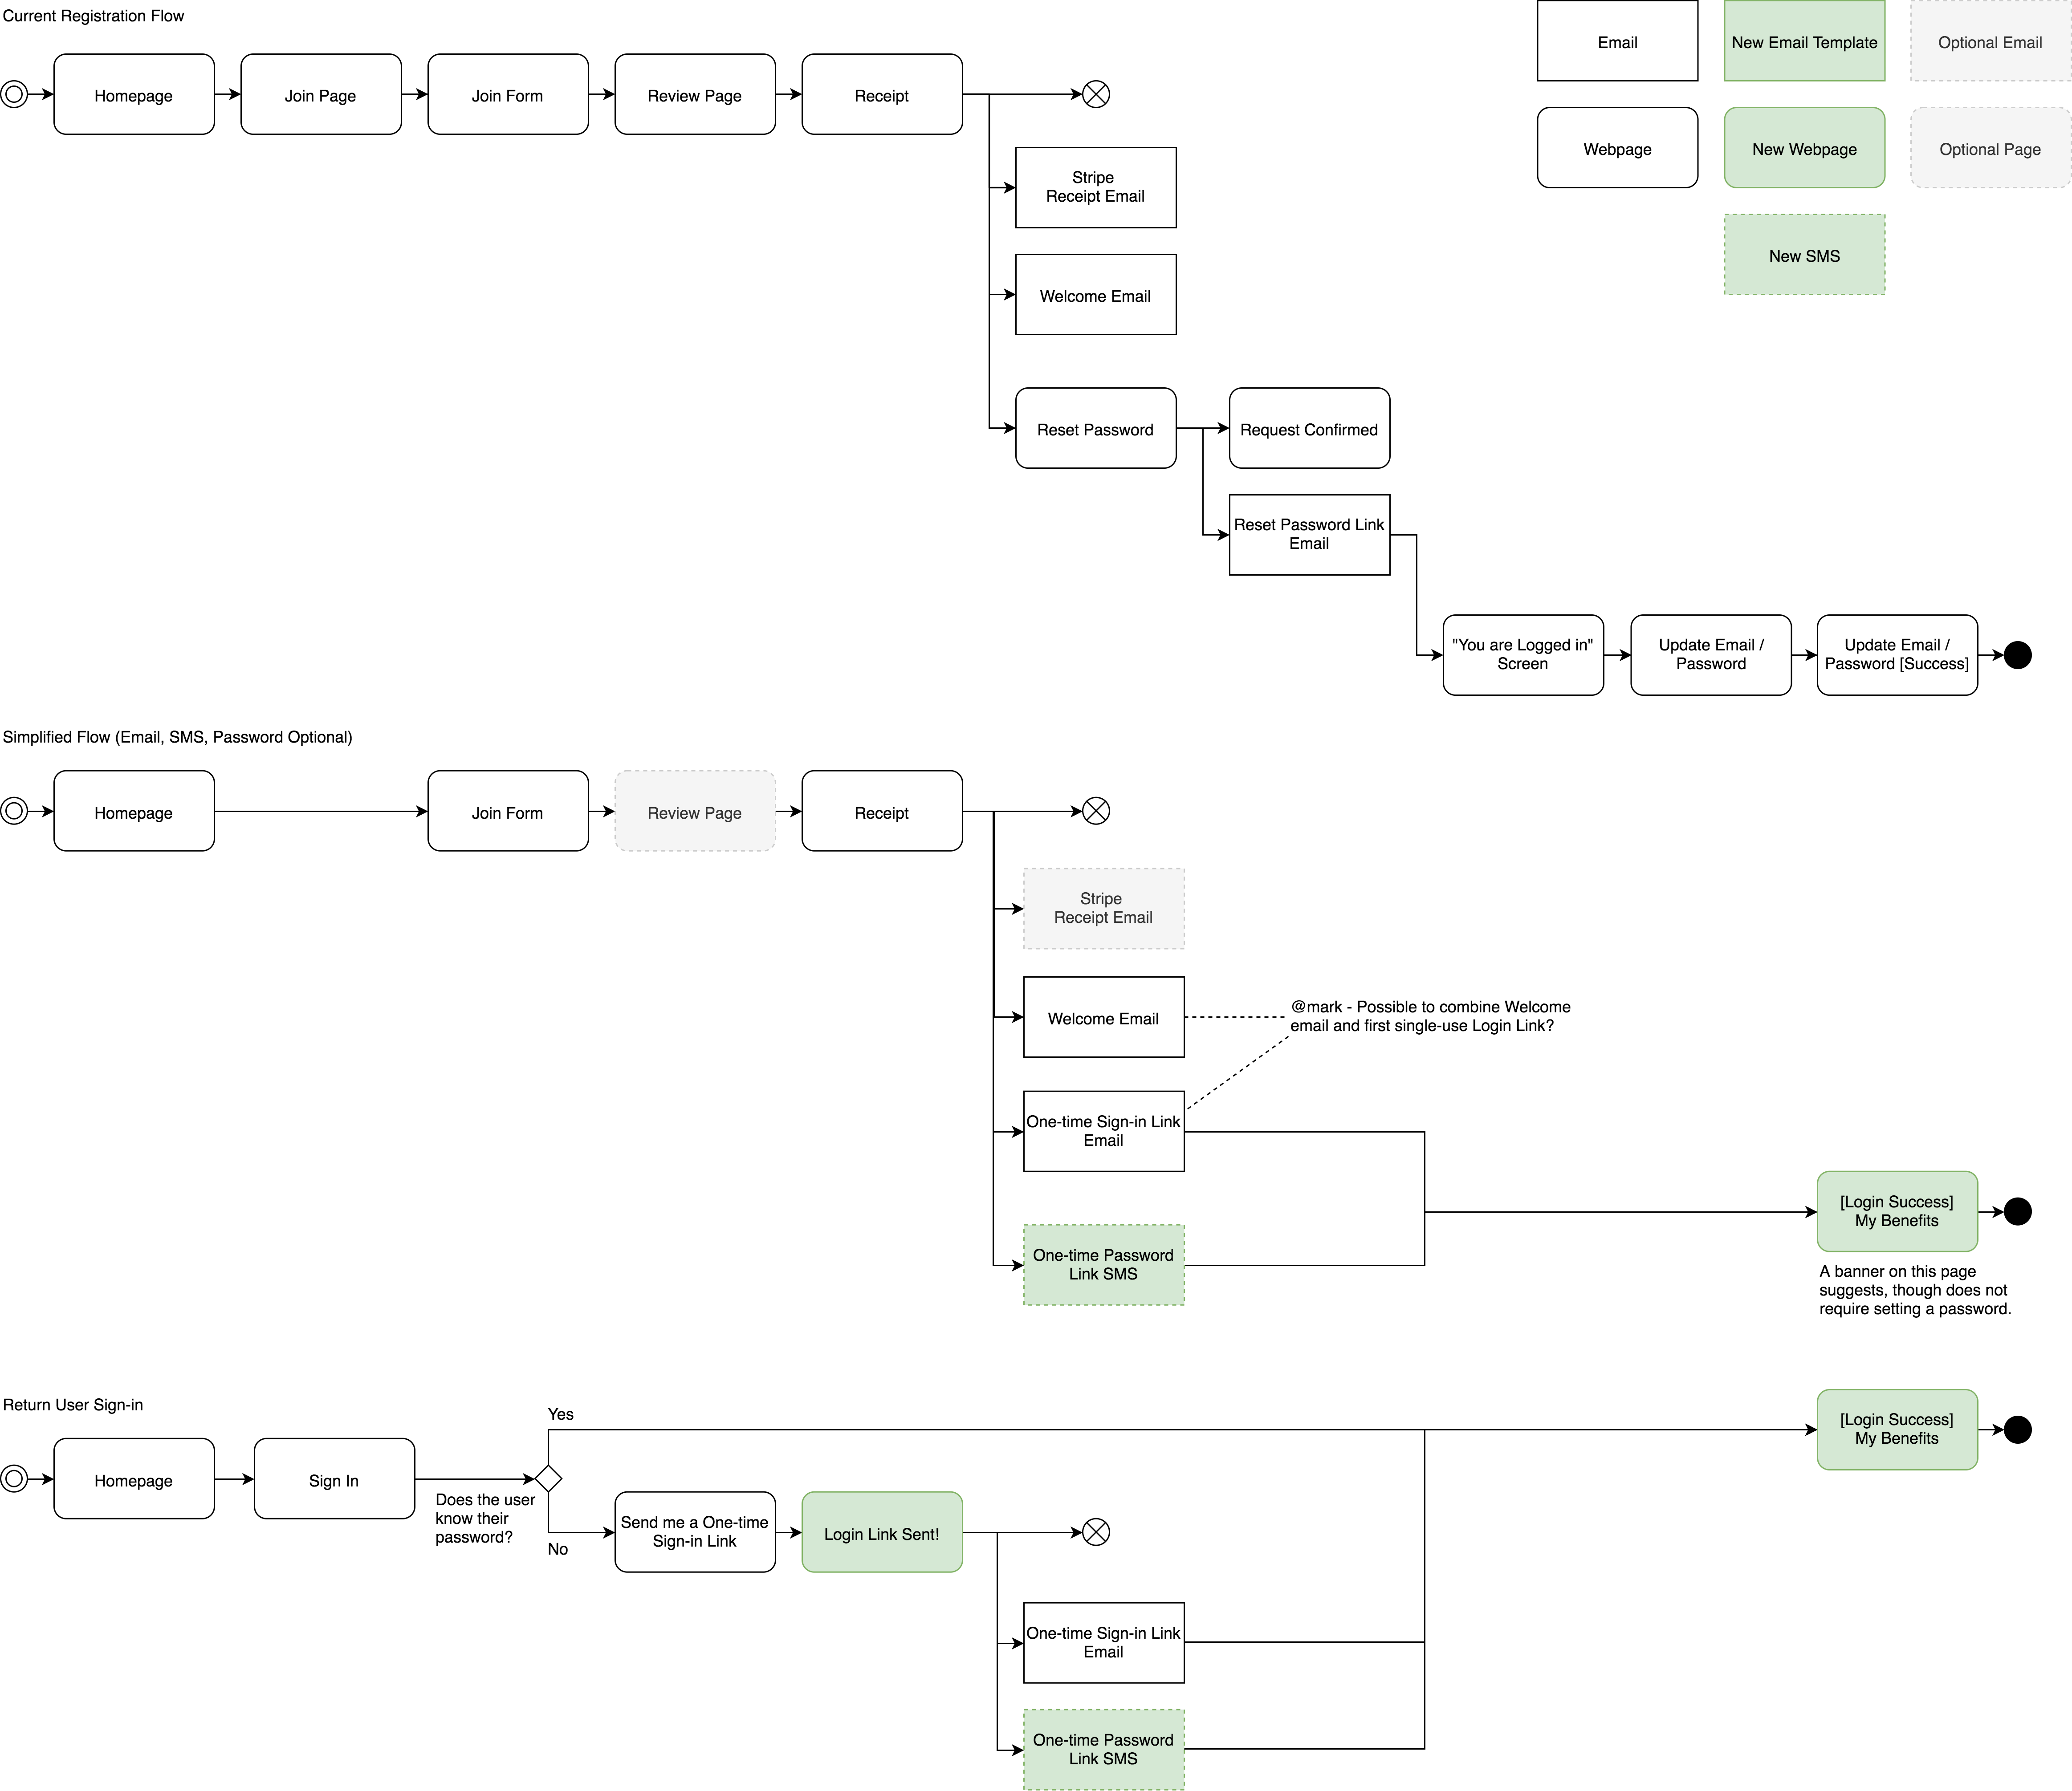 Current Registration Flow
Homepage
Join Page
Join Form
Review Page
Receipt
Stripe
Receipt Email
Welcome Email
Reset Password
Request Confirmed
Reset Password Link
Email
"You are Logged in"
Screen
Update Email /
Password
Update Email /
Password [Success]
Email
New Email Template
Optional Email
Webpage
New Webpage
Optional Page
New SMS
Simplified Flow (Email, SMS, Password Optional)
Homepage
Join Form
Review Page
Receipt
Stripe
Receipt Email
Welcome Email
@mark - Possible to combine Welcome
email and first single-use Login Link?
One-time Sign-in Link
Email
One-time Password
Link SMS
[Login Success]
My Benefits
A banner on this page
suggests, though does not
require setting a password.
Return User Sign-in
Homepage
Sign In
Does the user
know their
password?
Yes
No
Send me a One-time
Sign-in Link
Login Link Sent!
One-time Sign-in Link
Email
One-time Password
Link SMS
[Login Success]
My Benefits